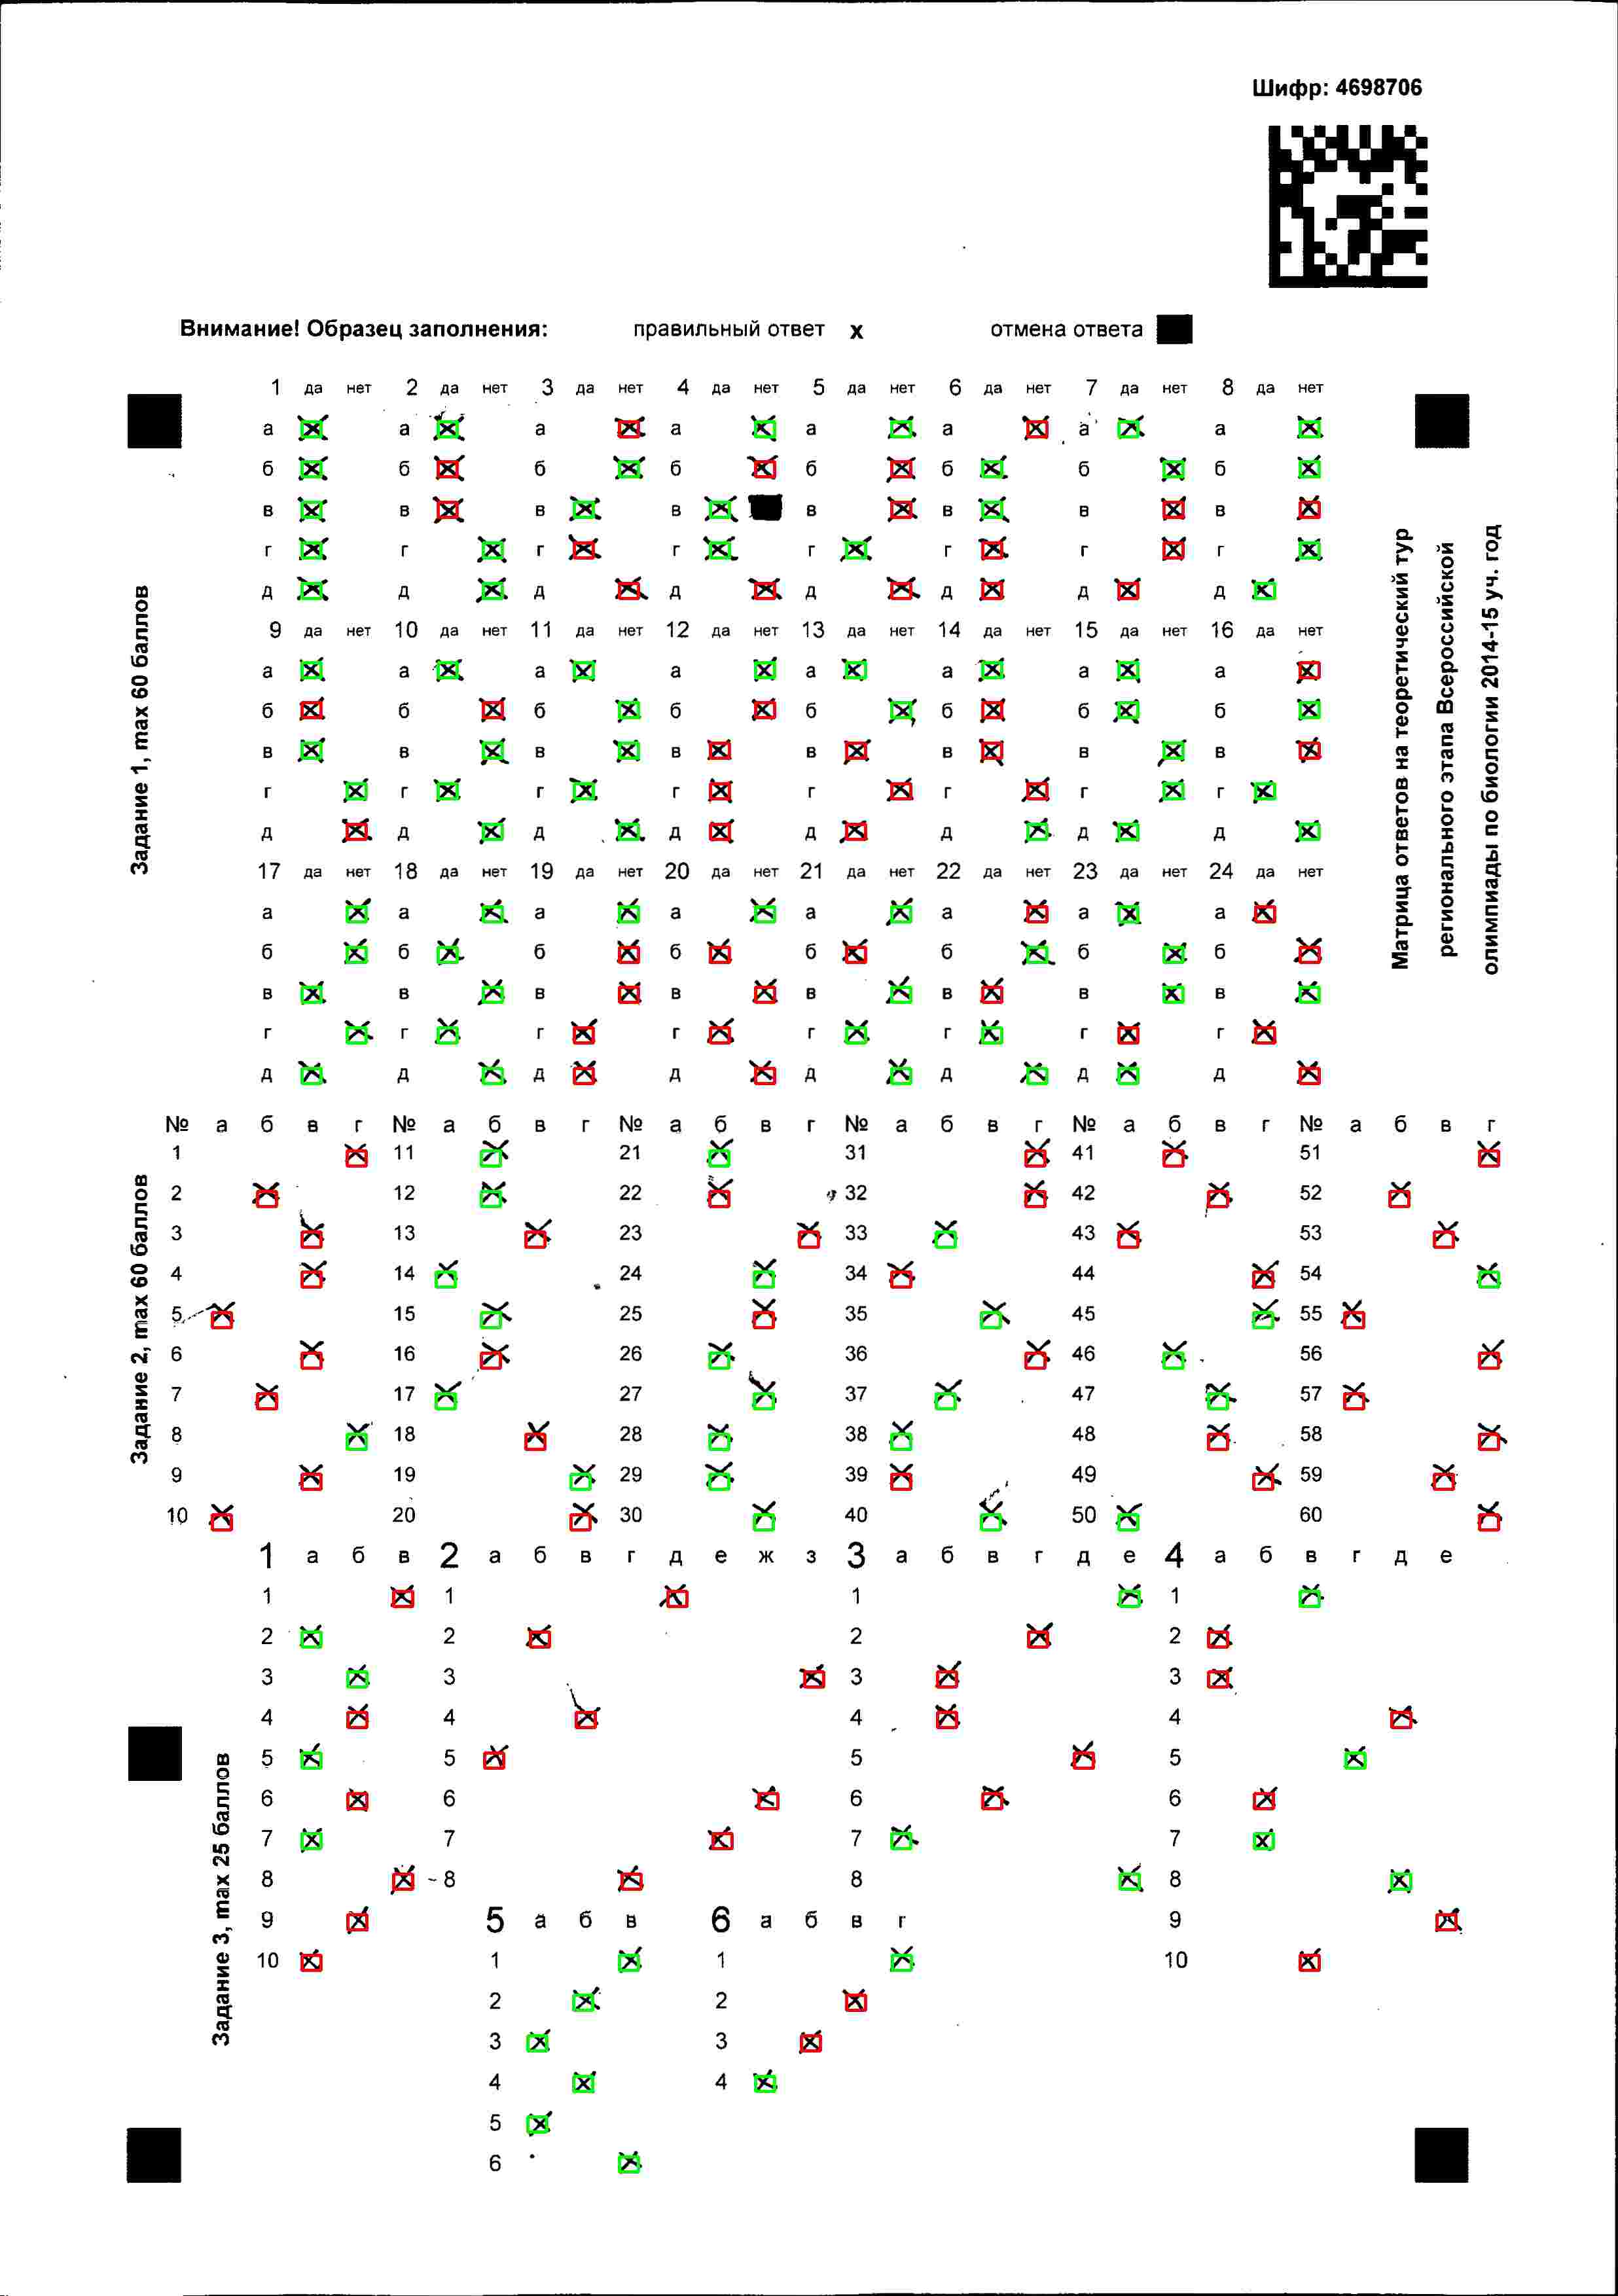 Шифр: 4698706
Внимание! Образец заполнения: правильный ответ x отмена ответа
1 да нет 2 да нет 3 да нет 4 да нет 5 да нет 6 да нет 7 да нет 8 да нет
а а а а а а а а
б б б б б б б б
в в в в в в в в
г г г г г г г г
д д д д д д д д
9 да нет 10 да нет 11 да нет 12 да нет 13 да нет 14 да нет 15 да нет 16 да нет
а а а а а а а а
б б б б б б б б
в в в в в в в в
г г г г г г г г
д д д д д д д д
17 да нет 18 да нет 19 да нет 20 да нет 21 да нет 22 да нет 23 да нет 24 да нет
а а а а а а а а
б б б б б б б б
в в в в в в в в
г г г г г г г г
д д д д д д д д
Задание 1, max 60 баллов
Матрица ответов на теоретический тур
регионального этапа Всероссийской
олимпиады по биологии 2014-15 уч. год
№ а б в г № а б в г № а б в г № а б в г № а б в г № а б в г
1 11 21 31 41 51
2 12 22 32 42 52
3 13 23 33 43 53
4 14 24 34 44 54
5 15 25 35 45 55
6 16 26 36 46 56
7 17 27 37 47 57
8 18 28 38 48 58
9 19 29 39 49 59
10 20 30 40 50 60
Задание 2, max 60 баллов
1 а б в 2 а б в г д е ж з 3 а б в г д е 4 а б в г д е
1 1 1 1
2 2 2 2
3 3 3 3
4 4 4 4
5 5 5 5
6 6 6 6
7 7 7 7
8 8 8 8
9 5 а б в 6 а б в г 9
10 1 1 10
2 2
3 3
4 4
5
6
Задание 3, max 25 баллов